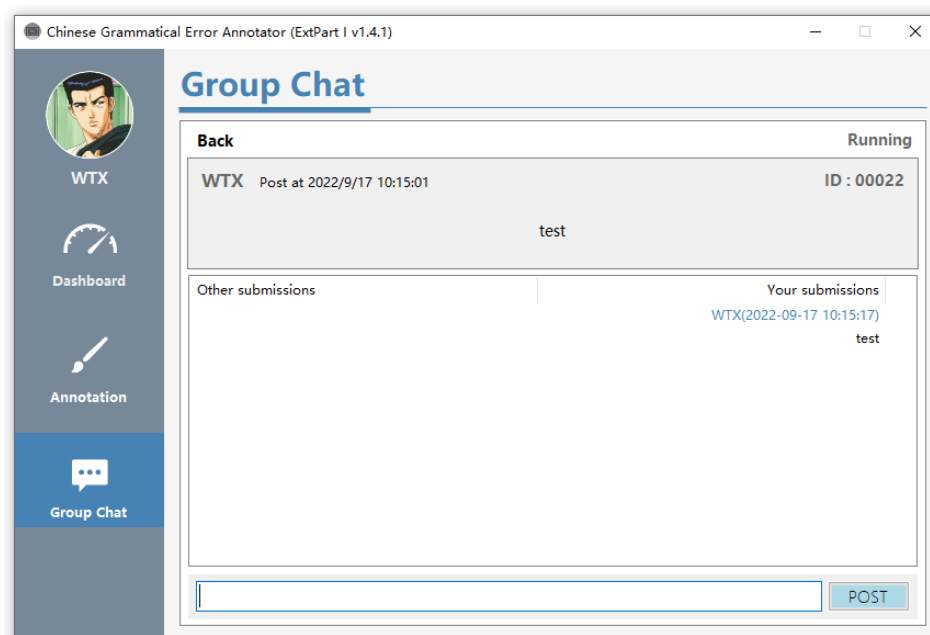 Chinese Grammatical Error Annotator (ExtPart I v1.4.1)
WTX
Dashboard
Annotation
Group Chat
Group Chat
Back Running
WTX Post at 2022/9/17 10:15:01 ID : 00022
test
Other submissions Your submissions
WTX(2022-09-17 10:15:17)
test
POST